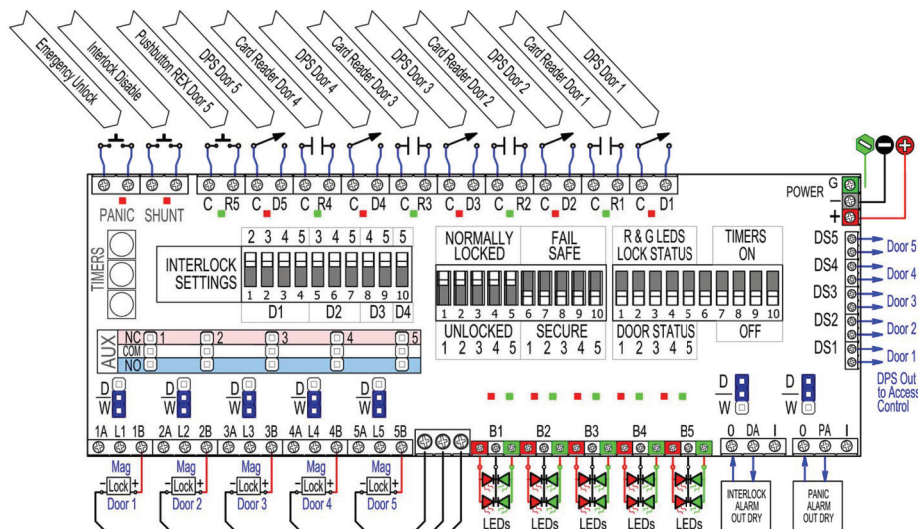 Emergency Unlock
Interlock Disable
Pushbutton REX Door 5
DPS Door 5
Card Reader Door 4
DPS Door 4
Card Reader Door 3
DPS Door 3
Card Reader Door 2
DPS Door 2
Card Reader Door 1
DPS Door 1
PANIC SHUNT
C R5 C D5 C R4 C D4 C R3 C D3 C R2 C D2 C R1 C D1
POWER G
−
+
TIMERS
INTERLOCK SETTINGS
2 3 4 5 3 4 5 4 5 5
1 2 3 4 5 6 7 8 9 10
D1 D2 D3 D4
NORMALLY LOCKED
FAIL SAFE
1 2 3 4 5 6 7 8 9 10
UNLOCKED SECURE
1 2 3 4 5 1 2 3 4 5
R & G LEDS LOCK STATUS
TIMERS ON
1 2 3 4 5 6 7 8 9 10
DOOR STATUS OFF
1 2 3 4 5
DS5 Door 5
DS4 Door 4
DS3 Door 3
DS2 Door 2
DS1 Door 1
DPS Out
to Access
Control
AUX
NC 1 2 3 4 5
COM
NO
D D D D D D D
W W W W W W W
1A L1 1B 2A L2 2B 3A L3 3B 4A L4 4B 5A L5 5B
B1 B2 B3 B4 B5
O DA I O PA I
Mag Mag Mag Mag Mag
− Lock + − Lock + − Lock + − Lock + − Lock +
Door 1 Door 2 Door 3 Door 4 Door 5
LEDs LEDs LEDs LEDs LEDs
INTERLOCK
ALARM
OUT DRY
PANIC
ALARM
OUT DRY